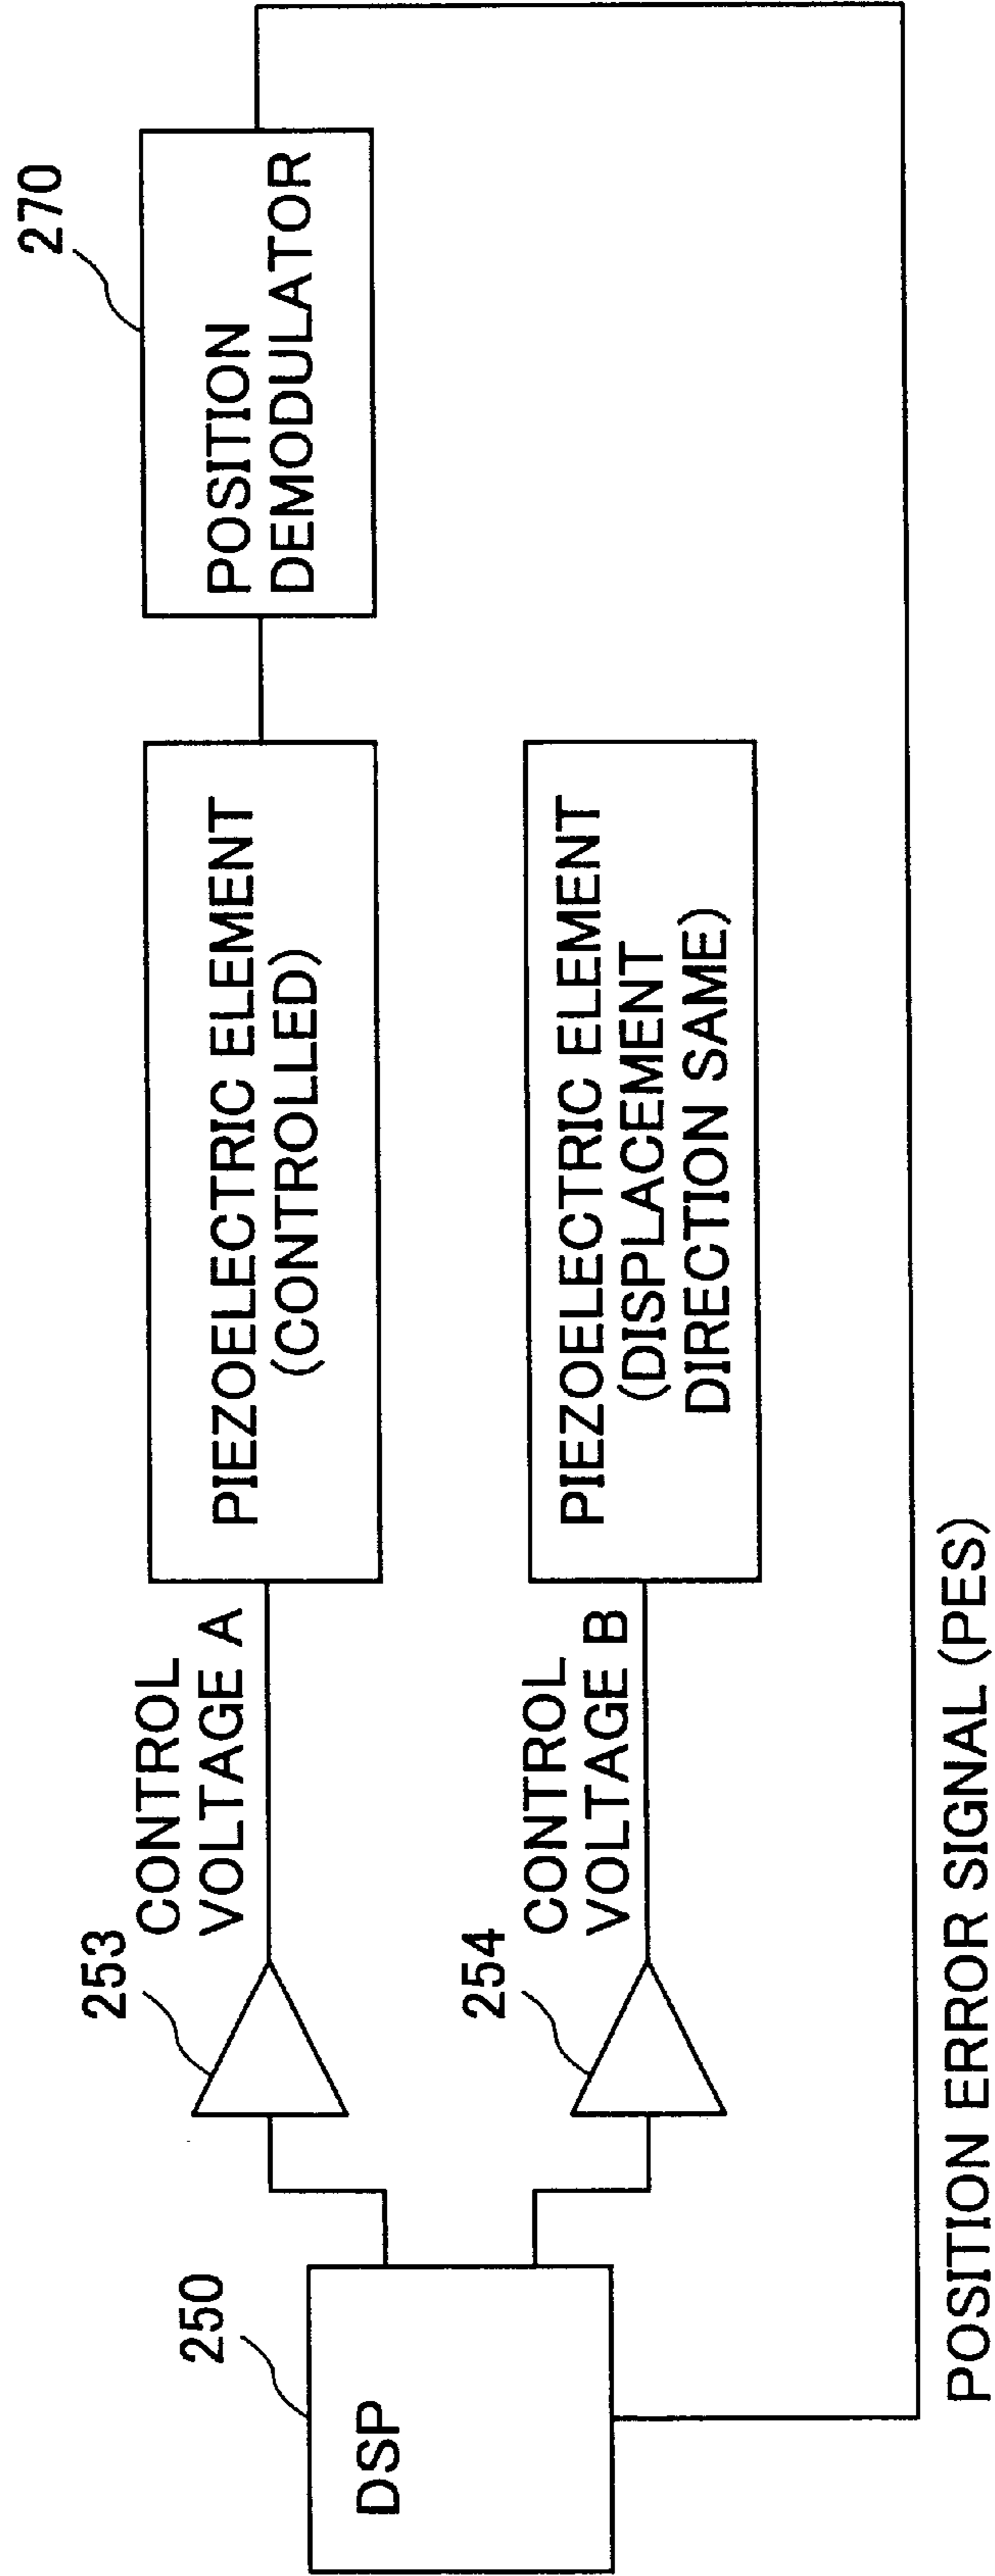 250
DSP
253
CONTROL
VOLTAGE A
PIEZOELECTRIC ELEMENT
(CONTROLLED)
270
POSITION
DEMODULATOR
254
CONTROL
VOLTAGE B
PIEZOELECTRIC ELEMENT
(DISPLACEMENT
DIRECTION SAME)
POSITION ERROR SIGNAL (PES)